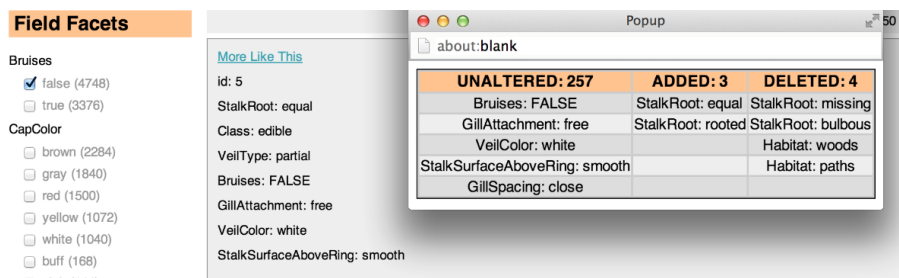 Field Facets
Bruises
false (4748)
true (3376)
CapColor
brown (2284)
gray (1840)
red (1500)
yellow (1072)
white (1040)
buff (168)
More Like This
id: 5
StalkRoot: equal
Class: edible
VeilType: partial
Bruises: FALSE
GillAttachment: free
VeilColor: white
StalkSurfaceAboveRing: smooth
Popup
50
about:blank
UNALTERED: 257 ADDED: 3 DELETED: 4
Bruises: FALSE StalkRoot: equal StalkRoot: missing
GillAttachment: free StalkRoot: rooted StalkRoot: bulbous
VeilColor: white Habitat: woods
StalkSurfaceAboveRing: smooth Habitat: paths
GillSpacing: close